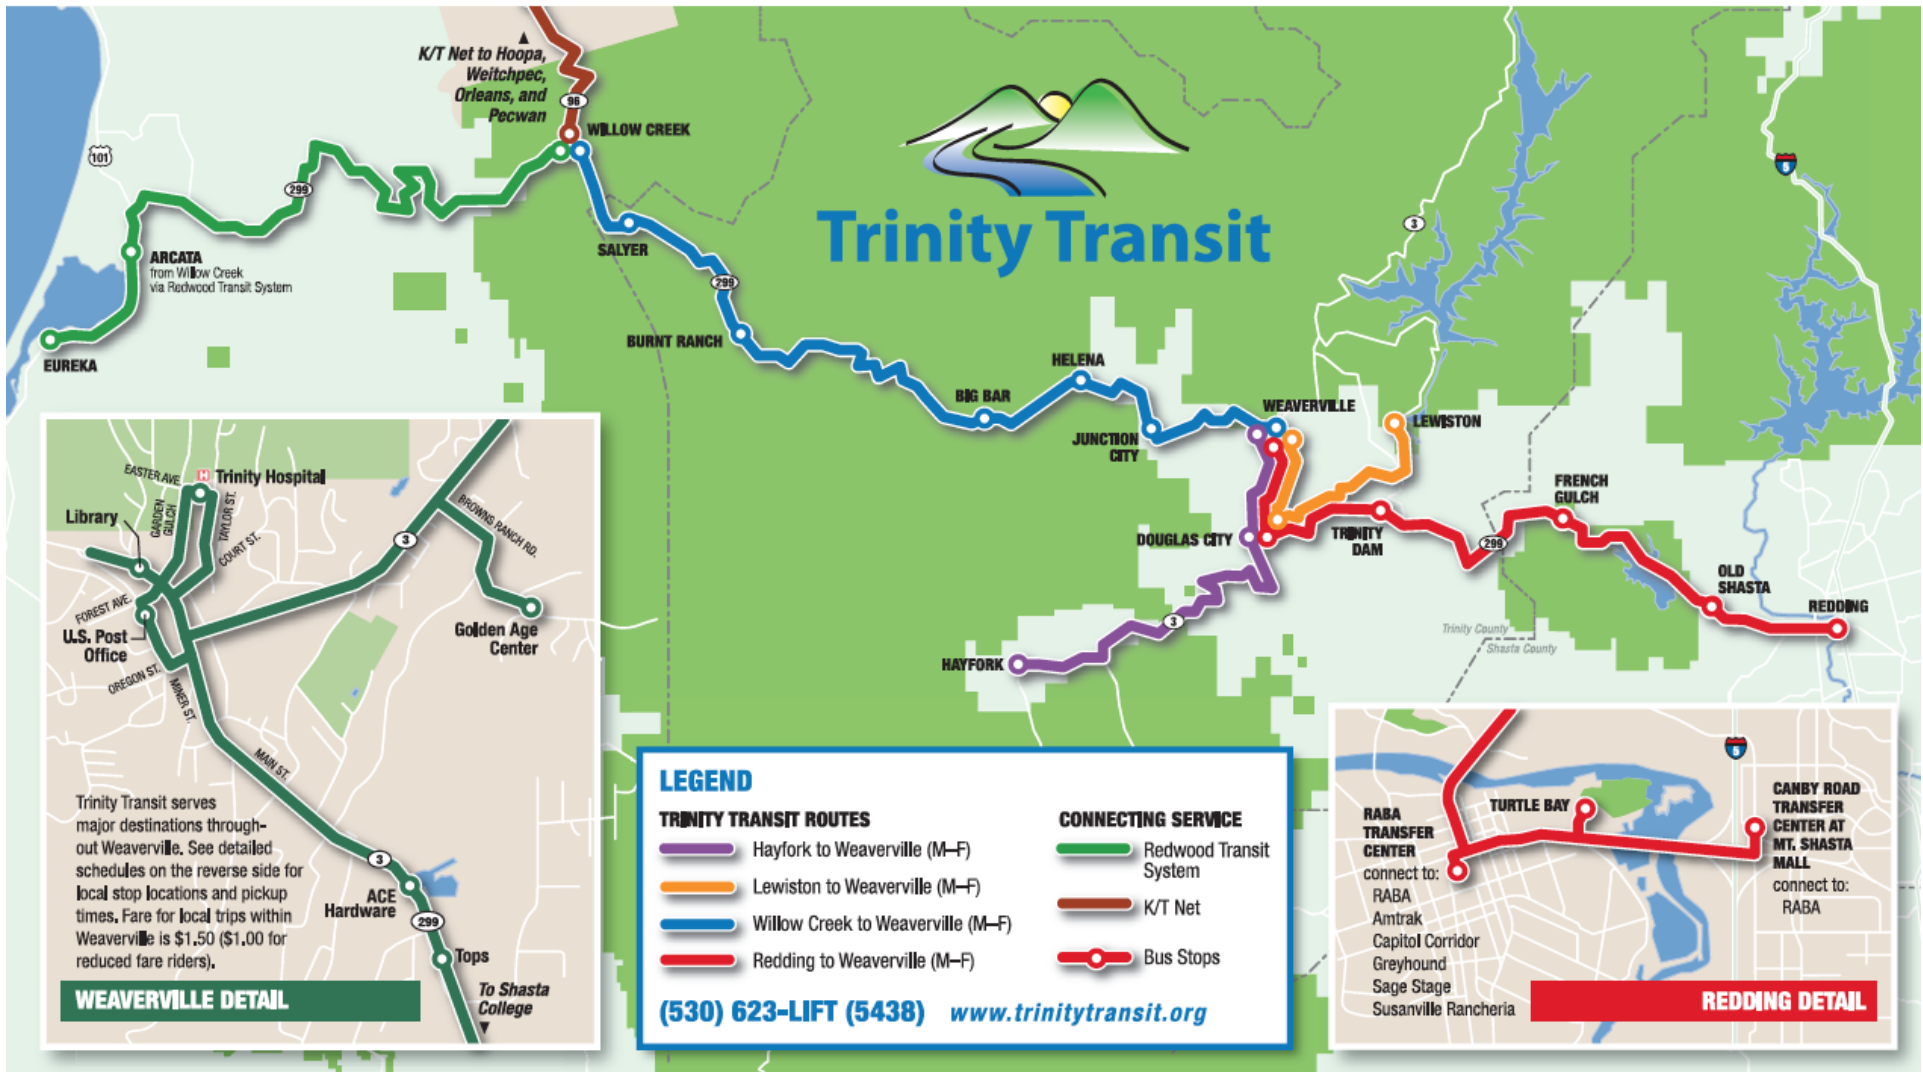 K/T Net to Hoopa,
Weitchpec,
Orleans, and
Pecwan
96
WILLOW CREEK
101
299
ARCATA
from Willow Creek
via Redwood Transit System
EUREKA
SALYER
299
BURNT RANCH
Trinity Transit
3
5
HELENA
BIG BAR
JUNCTION
CITY
WEAVERVILLE
LEWISTON
DOUGLAS CITY
TRINITY
DAM
299
FRENCH
GULCH
OLD
SHASTA
REDDING
3
HAYFORK
Trinity County
Shasta County
EASTER AVE
H
Trinity Hospital
GARDEN
GULCH
TAYLOR ST.
COURT ST.
Library
3
BROWNS RANCH RD.
FOREST AVE.
U.S. Post
Office
OREGON ST.
MINER ST.
Golden Age
Center
MAIN ST.
Trinity Transit serves
major destinations through-
out Weaverville. See detailed
schedules on the reverse side for
local stop locations and pickup
times. Fare for local trips within
Weaverville is $1.50 ($1.00 for
reduced fare riders).
3
ACE
Hardware
299
Tops
To Shasta
College
WEAVERVILLE DETAIL
LEGEND
TRINITY TRANSIT ROUTES
Hayfork to Weaverville (M–F)
Lewiston to Weaverville (M–F)
Willow Creek to Weaverville (M–F)
Redding to Weaverville (M–F)
CONNECTING SERVICE
Redwood Transit
System
K/T Net
Bus Stops
(530) 623-LIFT (5438) www.trinitytransit.org
5
RABA
TRANSFER
CENTER
connect to:
RABA
Amtrak
Capitol Corridor
Greyhound
Sage Stage
Susanville Rancheria
TURTLE BAY
CANBY ROAD
TRANSFER
CENTER AT
MT. SHASTA
MALL
connect to:
RABA
REDDING DETAIL